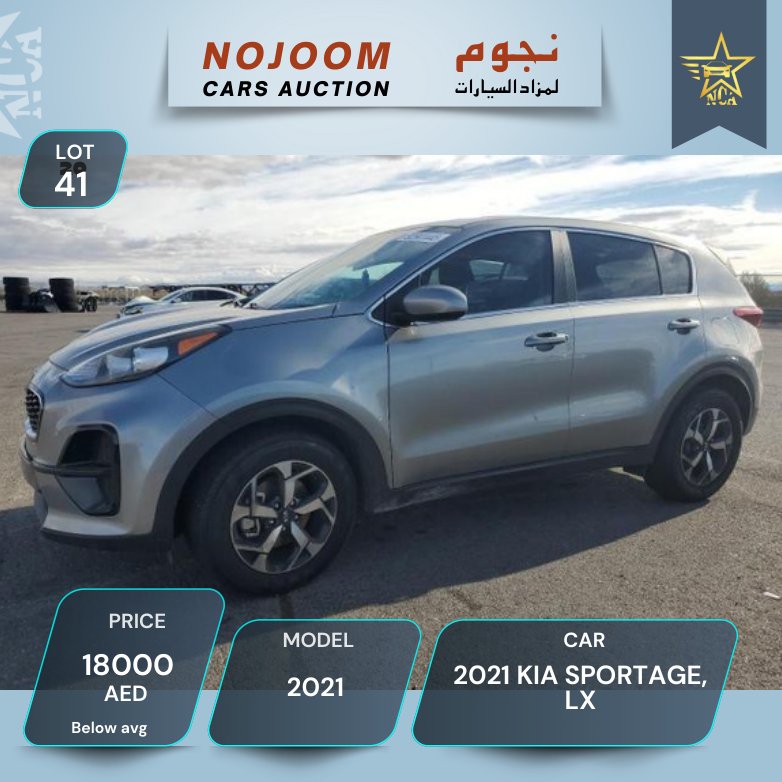 NOJOOM
CARS AUCTION
نجوم
لمزاد السيارات
NCA
NCA
LOT
41
PRICE
18000
AED
Below avg
MODEL
2021
CAR
2021 KIA SPORTAGE,
LX